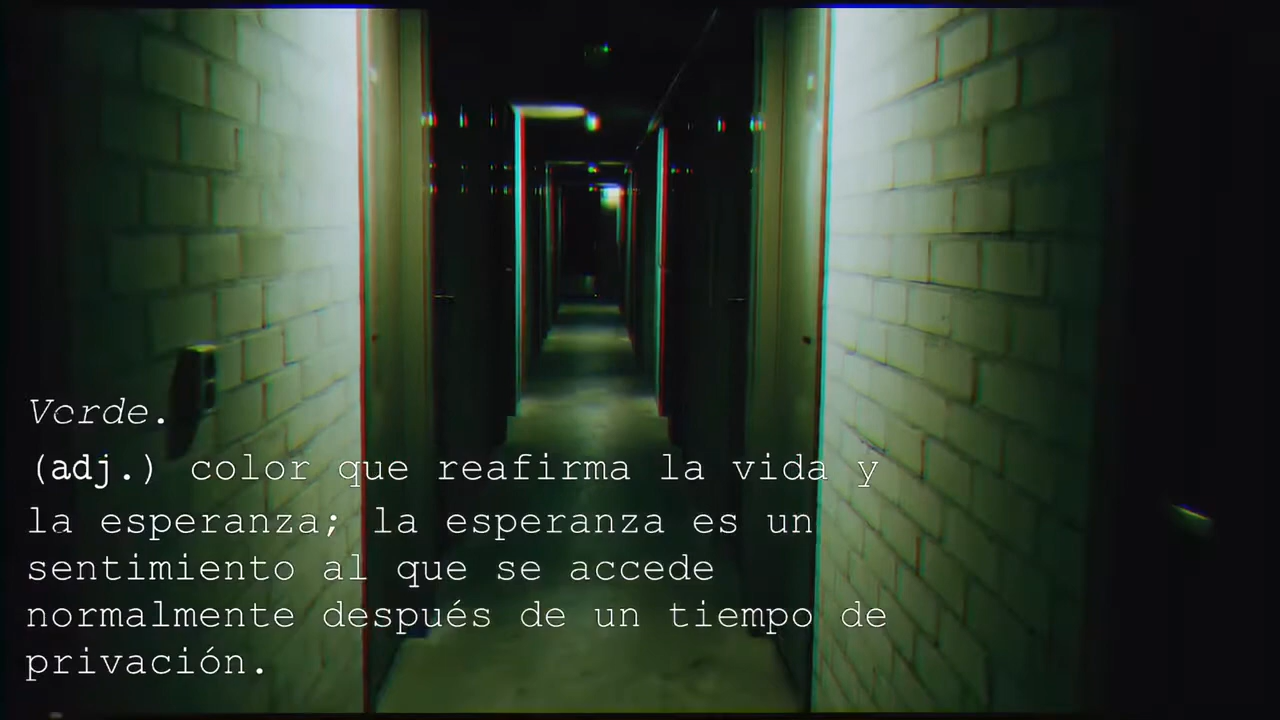 Vcrde.
(adj.) color que reafirma la vida y
la esperanza; la esperanza es un
sentimiento al que se accede
normalmente después de un tiempo de
privación.